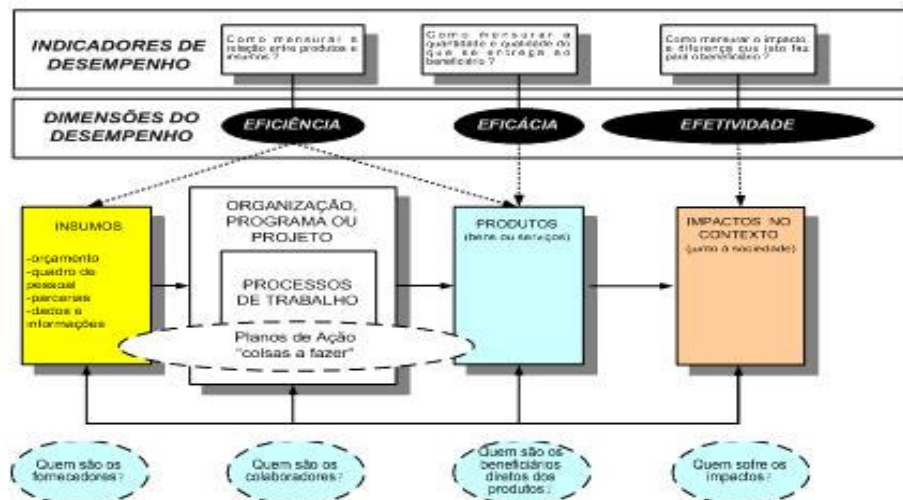 INDICADORES DE
DESEMPENHO
Como mensurar a
relação entre produtos e
insumos ?
Como mensurar a
quantidade e qualidade do
que se entrega ao
beneficiário ?
Como mensurar o impacto
a diferença que isto faz
para o beneficiário ?
DIMENSÕES DO
DESEMPENHO
EFICIÊNCIA
EFICÁCIA
EFETIVIDADE
INSUMOS
-orçamento
-quadro de
pessoal
-parcerias
-dados e
informações
ORGANIZAÇÃO,
PROGRAMA OU
PROJETO
PROCESSOS
DE TRABALHO
Planos de Ação
"coisas a fazer"
PRODUTOS
(bens ou serviços)
IMPACTOS NO
CONTEXTO
(junto à sociedade)
Quem são os
fornecedores?
Quem são os
colaboradores?
Quem são os
beneficiários
diretos dos
produtos
Quem sofre os
impactos?